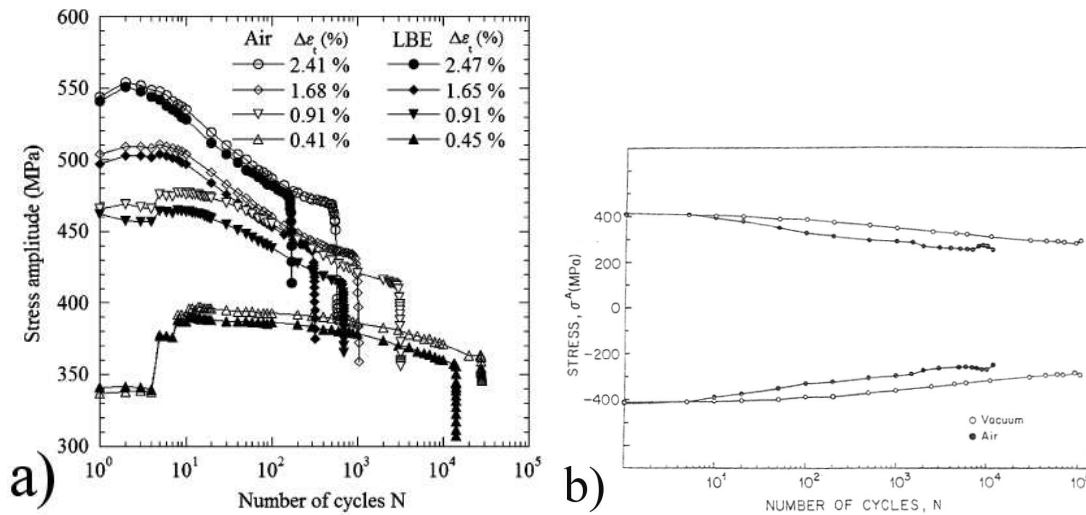 600
550
500
450
400
350
300
Stress amplitude (MPa)
Air Δε_t (%) LBE Δε_t (%)
2.41 % 2.47 %
1.68 % 1.65 %
0.91 % 0.91 %
0.41 % 0.45 %
10^0 10^1 10^2 10^3 10^4 10^5
Number of cycles N
a)
400
200
0
-200
-400
STRESS, σ^A (MPa)
Vacuum
Air
10^1 10^2 10^3 10^4
NUMBER OF CYCLES, N
b)